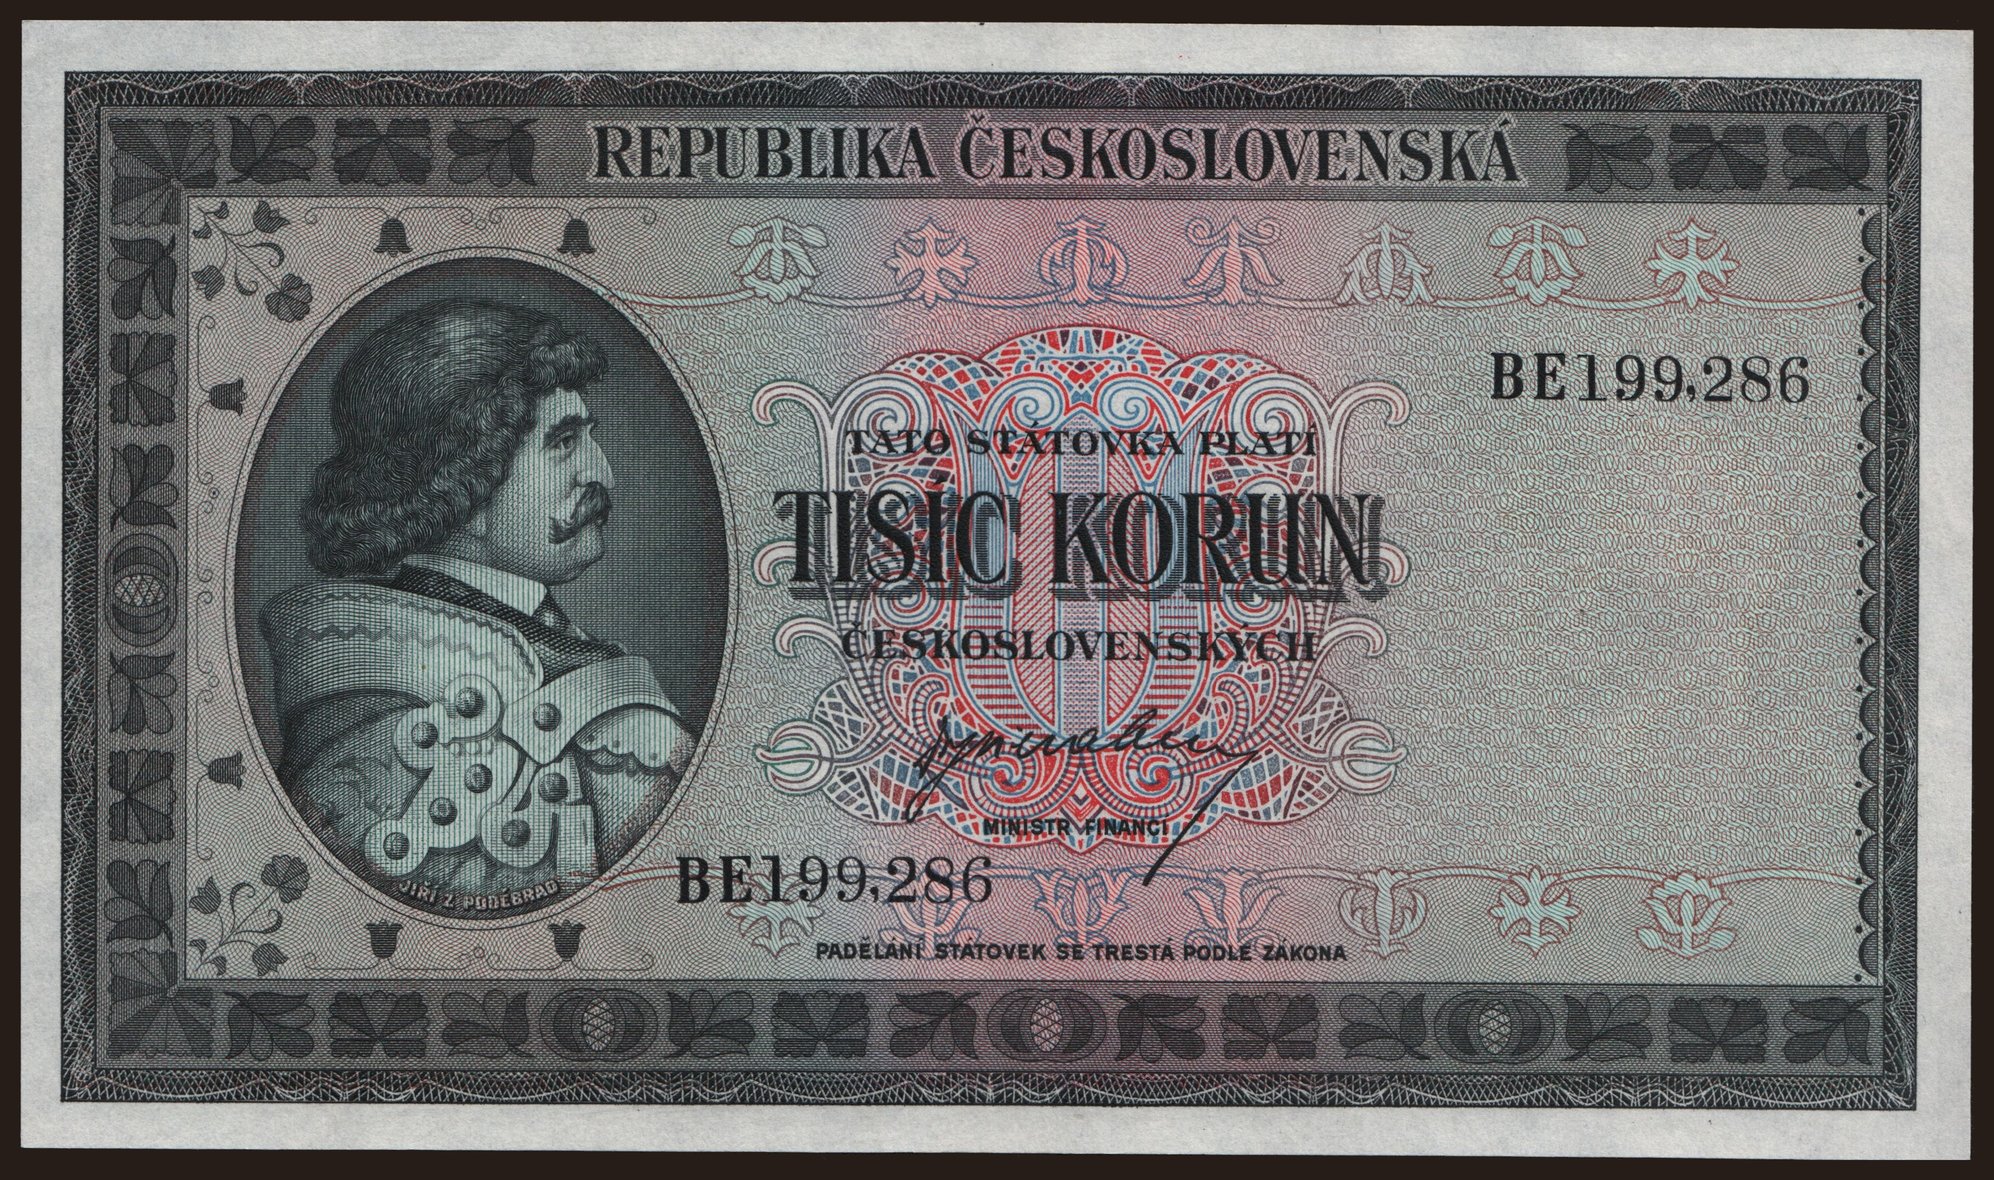 REPUBLIKA ČESKOSLOVENSKÁ
BE199,286
TATO STÁTOVKA PLATÍ
TISÍC KORUN
ČESKOSLOVENSKÝCH
MINISTR FINANCÍ
BE199,286
JIŘÍ Z PODĚBRAD
PADĚLÁNÍ STÁTOVEK SE TRESTÁ PODLE ZÁKONA